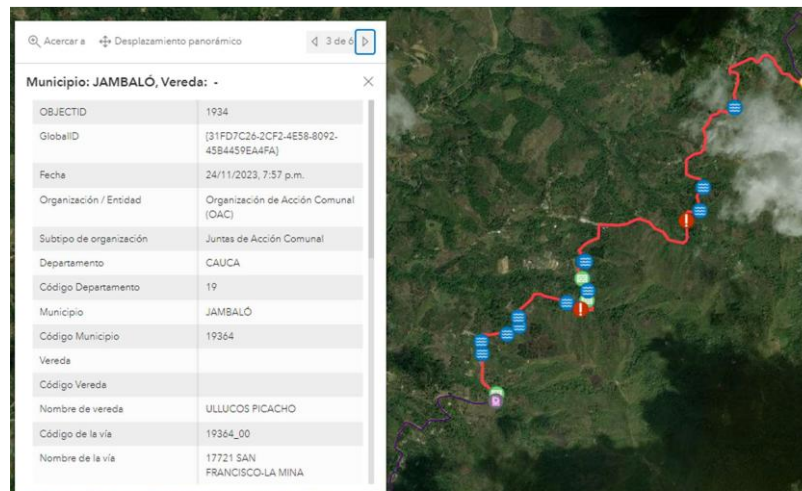 Acercar a Desplazamiento panorámico 3 de 6
Municipio: JAMBALÓ, Vereda: -
OBJECTID 1934
GlobalID {31FD7C26-2CF2-4E58-8092-
45B4459EA4FA}
Fecha 24/11/2023, 7:57 p.m.
Organización / Entidad Organización de Acción Comunal
(OAC)
Subtipo de organización Juntas de Acción Comunal
Departamento CAUCA
Código Departamento 19
Municipio JAMBALÓ
Código Municipio 19364
Vereda
Código Vereda
Nombre de vereda ULLUCOS PICACHO
Código de la vía 19364_00
Nombre de la vía 17721 SAN
FRANCISCO-LA MINA